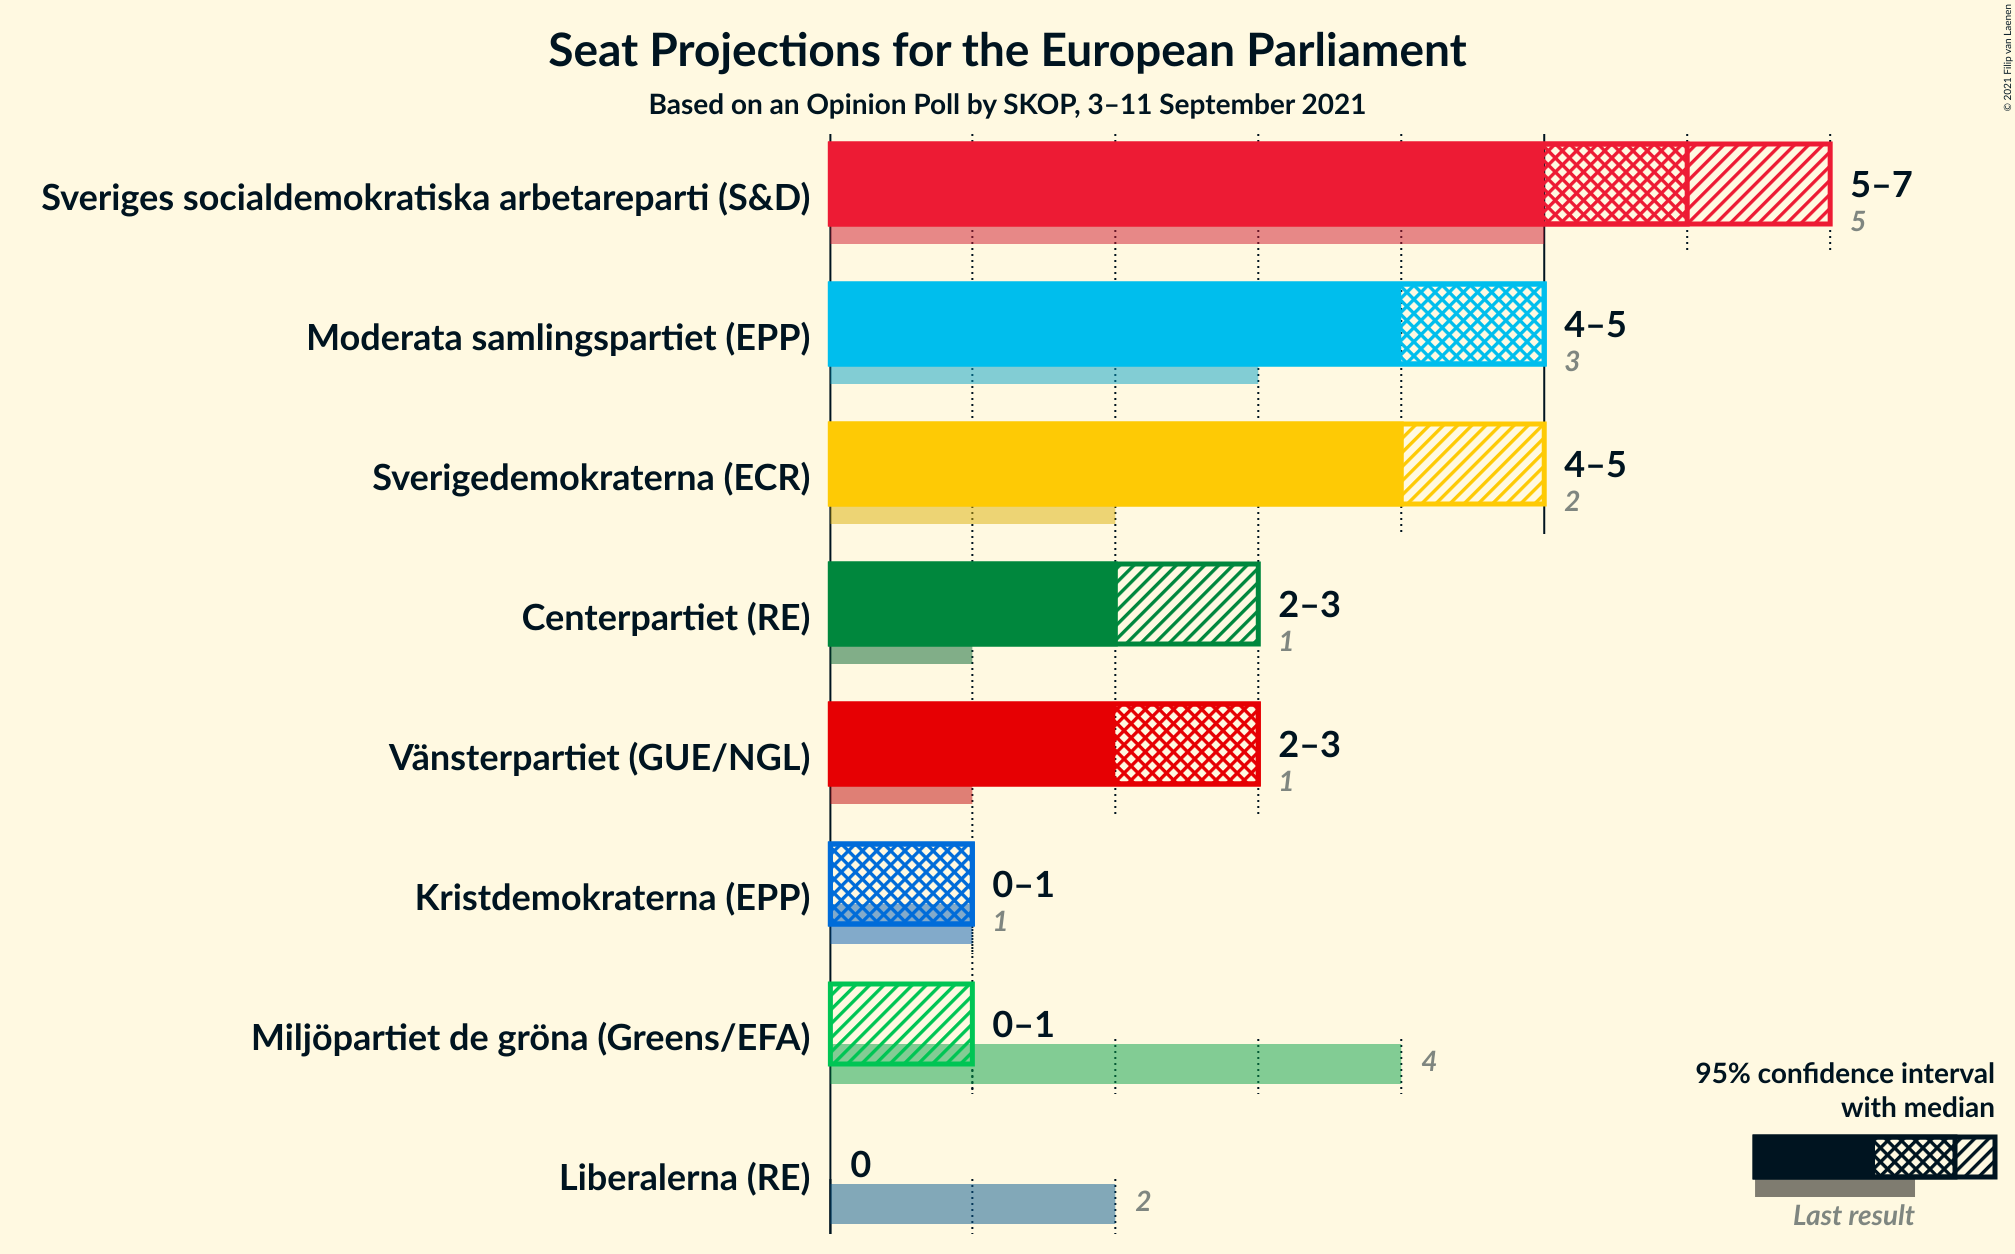 Seat Projections for the European Parliament
Based on an Opinion Poll by SKOP, 3–11 September 2021
© 2021 Filip van Laenen
Sveriges socialdemokratiska arbetareparti (S&D)
5–7
5
Moderata samlingspartiet (EPP)
4–5
3
Sverigedemokraterna (ECR)
4–5
2
Centerpartiet (RE)
2–3
1
Vänsterpartiet (GUE/NGL)
2–3
1
Kristdemokraterna (EPP)
0–1
1
Miljöpartiet de gröna (Greens/EFA)
0–1
4
Liberalerna (RE)
0
2
95% confidence interval
with median
Last result